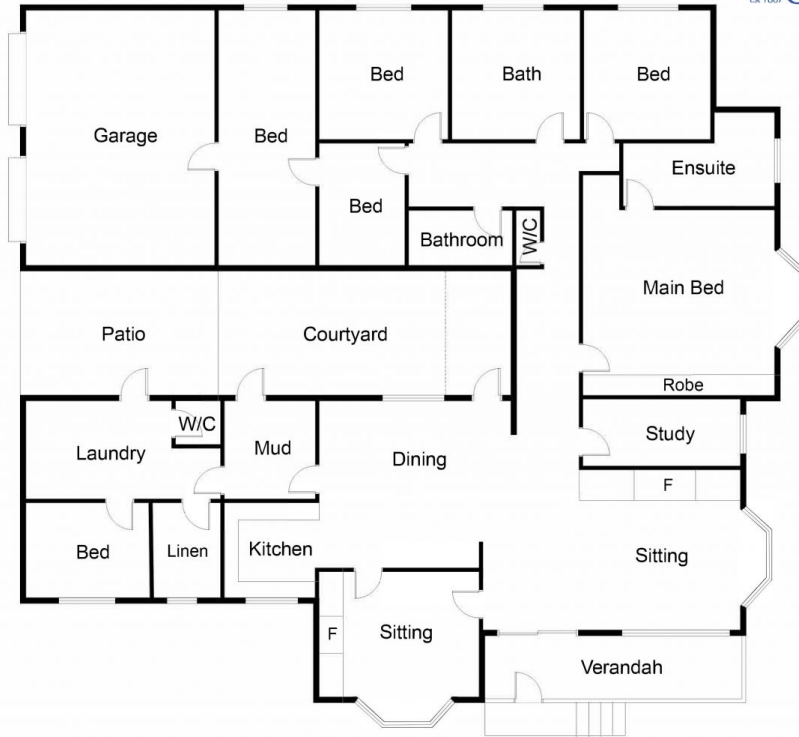 Bed
Bath
Bed
Garage
Bed
Ensuite
Bed
Bathroom
W/C
Main Bed
Patio
Courtyard
Robe
W/C
Study
Laundry
Mud
Dining
F
Bed
Linen
Kitchen
Sitting
F
Sitting
Verandah